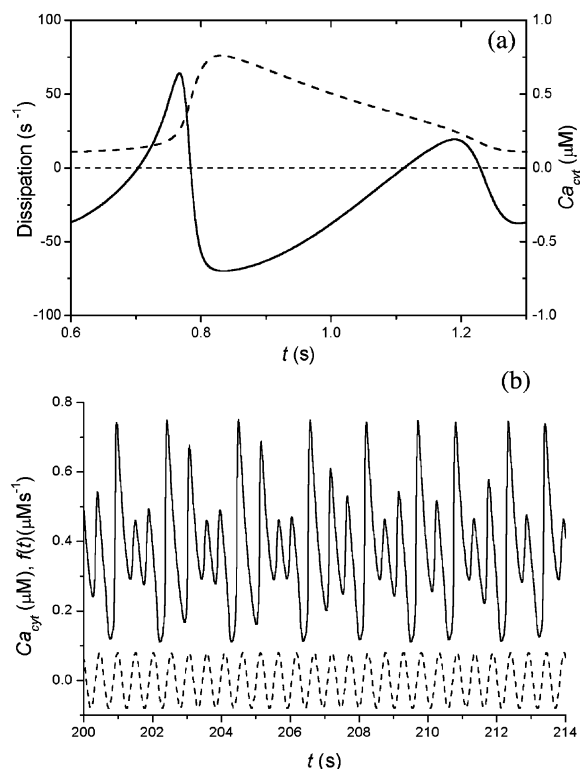 (a)
100
50
0
-50
-100
Dissipation (s⁻¹)
1.0
0.5
0.0
-0.5
-1.0
Ca_cyt (μM)
0.6 0.8 1.0 1.2
t (s)
(b)
0.8
0.6
0.4
0.2
0.0
Ca_cyt (μM), f(t)(μMs⁻¹)
200 202 204 206 208 210 212 214
t (s)